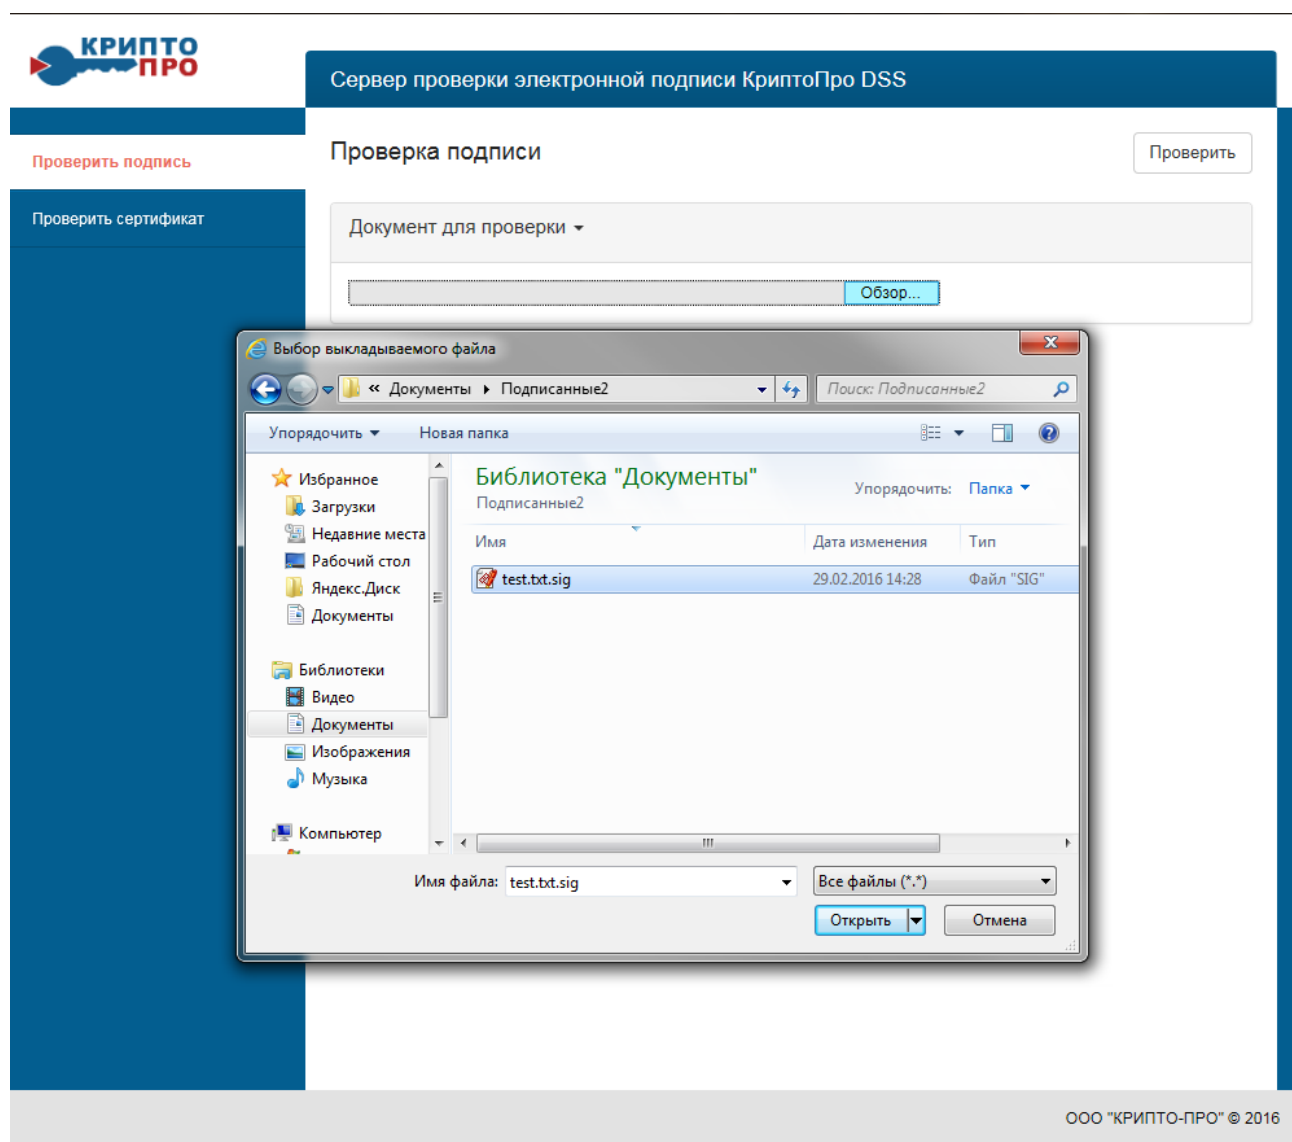 КРИПТО
ПРО
Сервер проверки электронной подписи КриптоПро DSS
Проверить подпись
Проверить сертификат
Проверка подписи
Проверить
Документ для проверки
Обзор...
Выбор выкладываемого файла
« Документы Подписанные2
Поиск: Подписанные2
Упорядочить
Новая папка
Избранное
Загрузки
Недавние места
Рабочий стол
Яндекс.Диск
Документы
Библиотеки
Видео
Документы
Изображения
Музыка
Компьютер
Библиотека "Документы"
Подписанные2
Упорядочить: Папка
Имя Дата изменения Тип
test.txt.sig 29.02.2016 14:28 Файл "SIG"
Имя файла: test.txt.sig
Все файлы (*.*)
Открыть
Отмена
ООО "КРИПТО-ПРО" © 2016